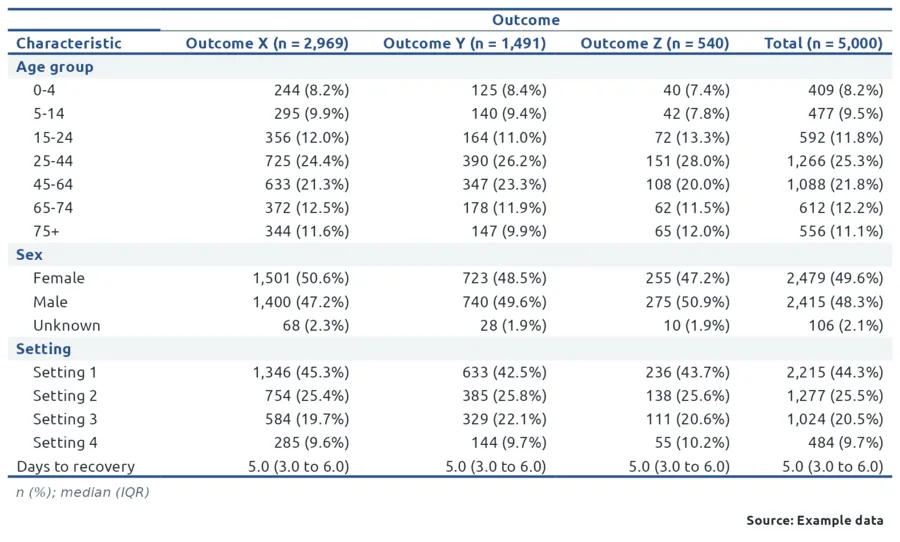 Outcome
Characteristic Outcome X (n = 2,969) Outcome Y (n = 1,491) Outcome Z (n = 540) Total (n = 5,000)
Age group
0-4 244 (8.2%) 125 (8.4%) 40 (7.4%) 409 (8.2%)
5-14 295 (9.9%) 140 (9.4%) 42 (7.8%) 477 (9.5%)
15-24 356 (12.0%) 164 (11.0%) 72 (13.3%) 592 (11.8%)
25-44 725 (24.4%) 390 (26.2%) 151 (28.0%) 1,266 (25.3%)
45-64 633 (21.3%) 347 (23.3%) 108 (20.0%) 1,088 (21.8%)
65-74 372 (12.5%) 178 (11.9%) 62 (11.5%) 612 (12.2%)
75+ 344 (11.6%) 147 (9.9%) 65 (12.0%) 556 (11.1%)
Sex
Female 1,501 (50.6%) 723 (48.5%) 255 (47.2%) 2,479 (49.6%)
Male 1,400 (47.2%) 740 (49.6%) 275 (50.9%) 2,415 (48.3%)
Unknown 68 (2.3%) 28 (1.9%) 10 (1.9%) 106 (2.1%)
Setting
Setting 1 1,346 (45.3%) 633 (42.5%) 236 (43.7%) 2,215 (44.3%)
Setting 2 754 (25.4%) 385 (25.8%) 138 (25.6%) 1,277 (25.5%)
Setting 3 584 (19.7%) 329 (22.1%) 111 (20.6%) 1,024 (20.5%)
Setting 4 285 (9.6%) 144 (9.7%) 55 (10.2%) 484 (9.7%)
Days to recovery 5.0 (3.0 to 6.0) 5.0 (3.0 to 6.0) 5.0 (3.0 to 6.0) 5.0 (3.0 to 6.0)
n (%); median (IQR)
Source: Example data